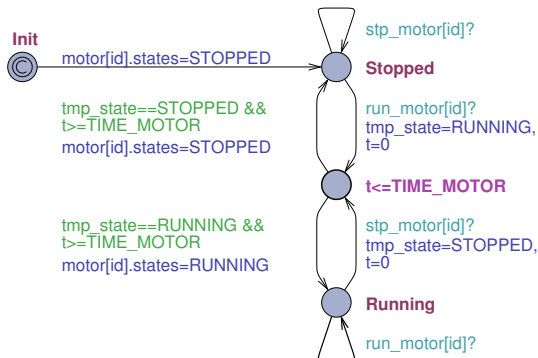 Init
motor[id].states=STOPPED
stp_motor[id]?
Stopped
tmp_state==STOPPED &&
t>=TIME_MOTOR
motor[id].states=STOPPED
run_motor[id]?
tmp_state=RUNNING,
t=0
t<=TIME_MOTOR
tmp_state==RUNNING &&
t>=TIME_MOTOR
motor[id].states=RUNNING
stp_motor[id]?
tmp_state=STOPPED,
t=0
Running
run_motor[id]?